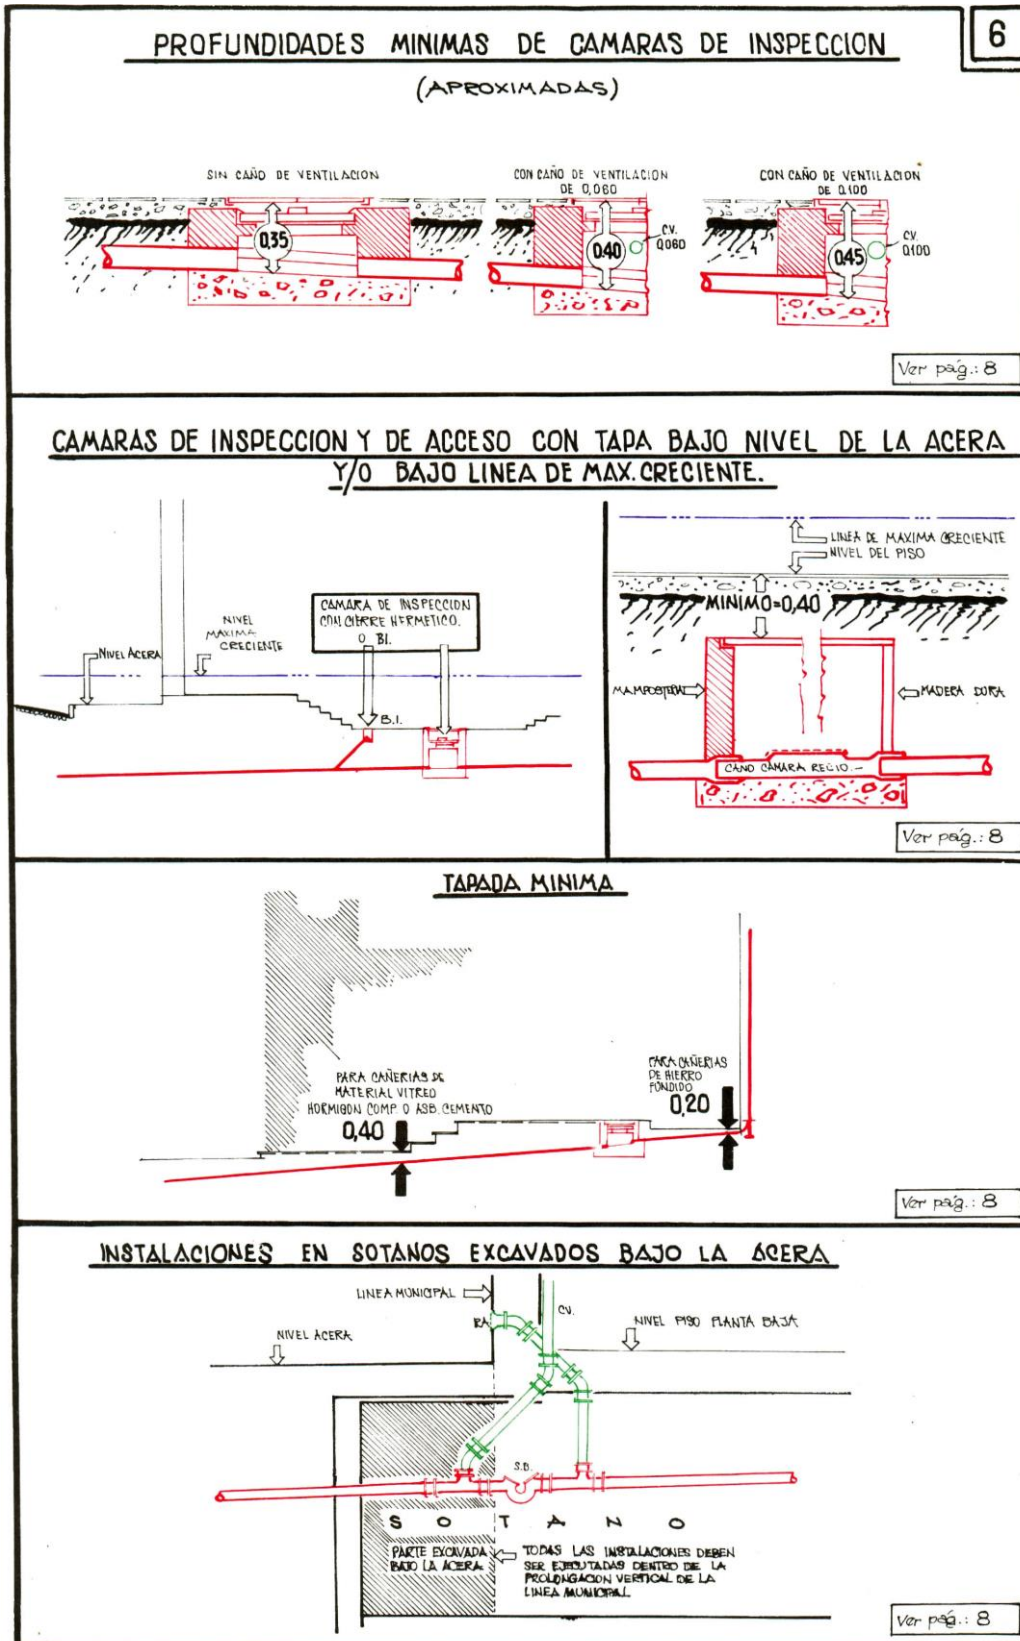 6
PROFUNDIDADES MINIMAS DE CAMARAS DE INSPECCION
(APROXIMADAS)
SIN CAÑO DE VENTILACION
0,35
CON CAÑO DE VENTILACION
DE 0,060
0,40
C.V.
0,060
CON CAÑO DE VENTILACION
DE 0,100
0,45
C.V.
0,100
Ver pág.: 8
CAMARAS DE INSPECCION Y DE ACCESO CON TAPA BAJO NIVEL DE LA ACERA
Y/O BAJO LINEA DE MAX. CRECIENTE.
NIVEL ACERA
NIVEL
MAXIMA
CRECIENTE
CAMARA DE INSPECCION
CON CIERRE HERMETICO.
O BI.
B.I.
LINEA DE MAXIMA CRECIENTE
NIVEL DEL PISO
MINIMO=0,40
MAMPOSTERIA
MADERA DURA
CAÑO CAMARA RECTO
Ver pág.: 8
TAPADA MINIMA
PARA CAÑERIAS DE
MATERIAL VITREO
HORMIGON COMP. O ASB. CEMENTO
0,40
PARA CAÑERIAS
DE HIERRO
FUNDIDO
0,20
Ver pág.: 8
INSTALACIONES EN SOTANOS EXCAVADOS BAJO LA ACERA
LINEA MUNICIPAL
NIVEL ACERA
RA
CV.
NIVEL PISO PLANTA BAJA
S.D.
SOTANO
PARTE EXCAVADA
BAJO LA ACERA
TODAS LAS INSTALACIONES DEBEN
SER EJECUTADAS DENTRO DE LA
PROLONGACION VERTICAL DE LA
LINEA MUNICIPAL
Ver pág.: 8